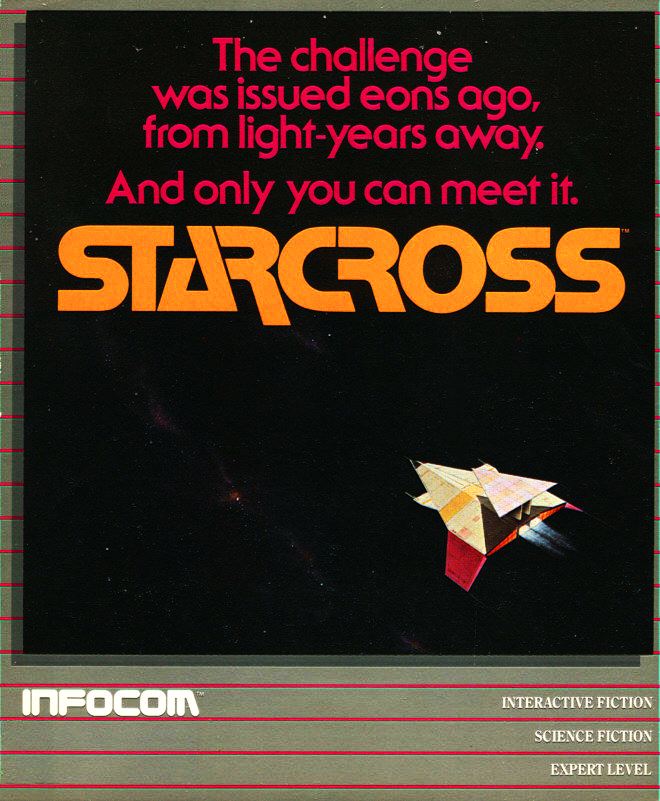 The challenge
was issued eons ago,
from light-years away.
And only you can meet it.
STARCROSS™
INFOCOM™
INTERACTIVE FICTION
SCIENCE FICTION
EXPERT LEVEL